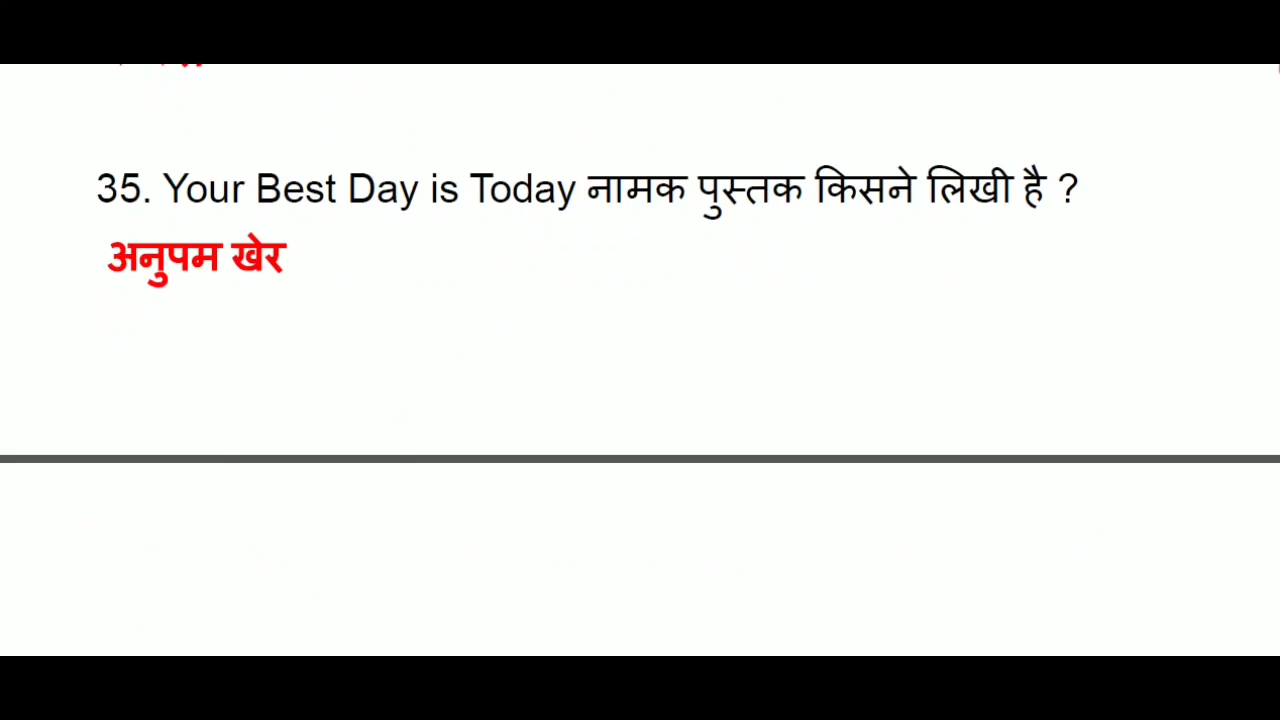 35. Your Best Day is Today नामक पुस्तक किसने लिखी है ?
अनुपम खेर